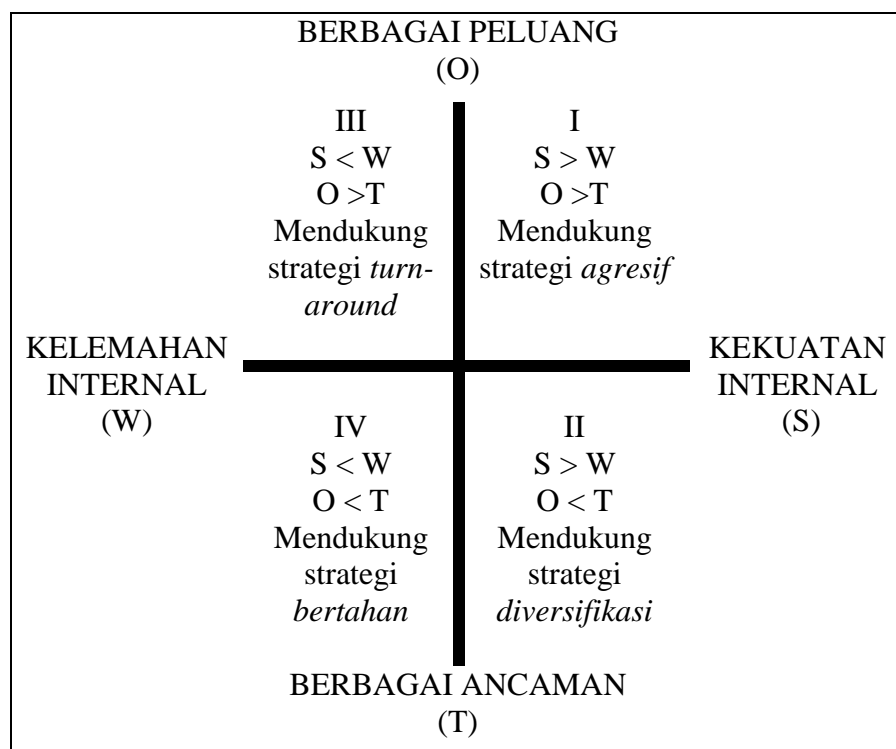 BERBAGAI PELUANG
(O)
III
S < W
O >T
Mendukung
strategi turn-
around
I
S > W
O >T
Mendukung
strategi agresif
KELEMAHAN
INTERNAL
(W)
KEKUATAN
INTERNAL
(S)
IV
S < W
O < T
Mendukung
strategi
bertahan
II
S > W
O < T
Mendukung
strategi
diversifikasi
BERBAGAI ANCAMAN
(T)